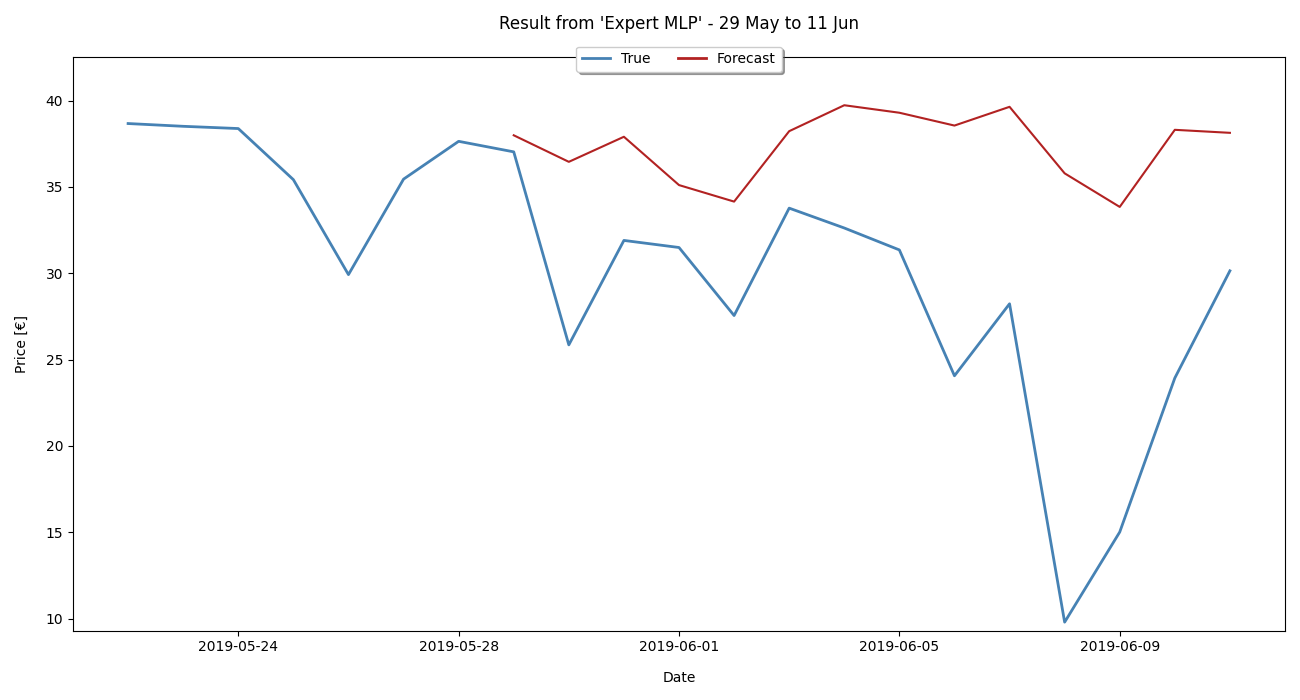 Result from 'Expert MLP' - 29 May to 11 Jun
True Forecast
Price [€]
40
35
30
25
20
15
10
2019-05-24 2019-05-28 2019-06-01 2019-06-05 2019-06-09
Date